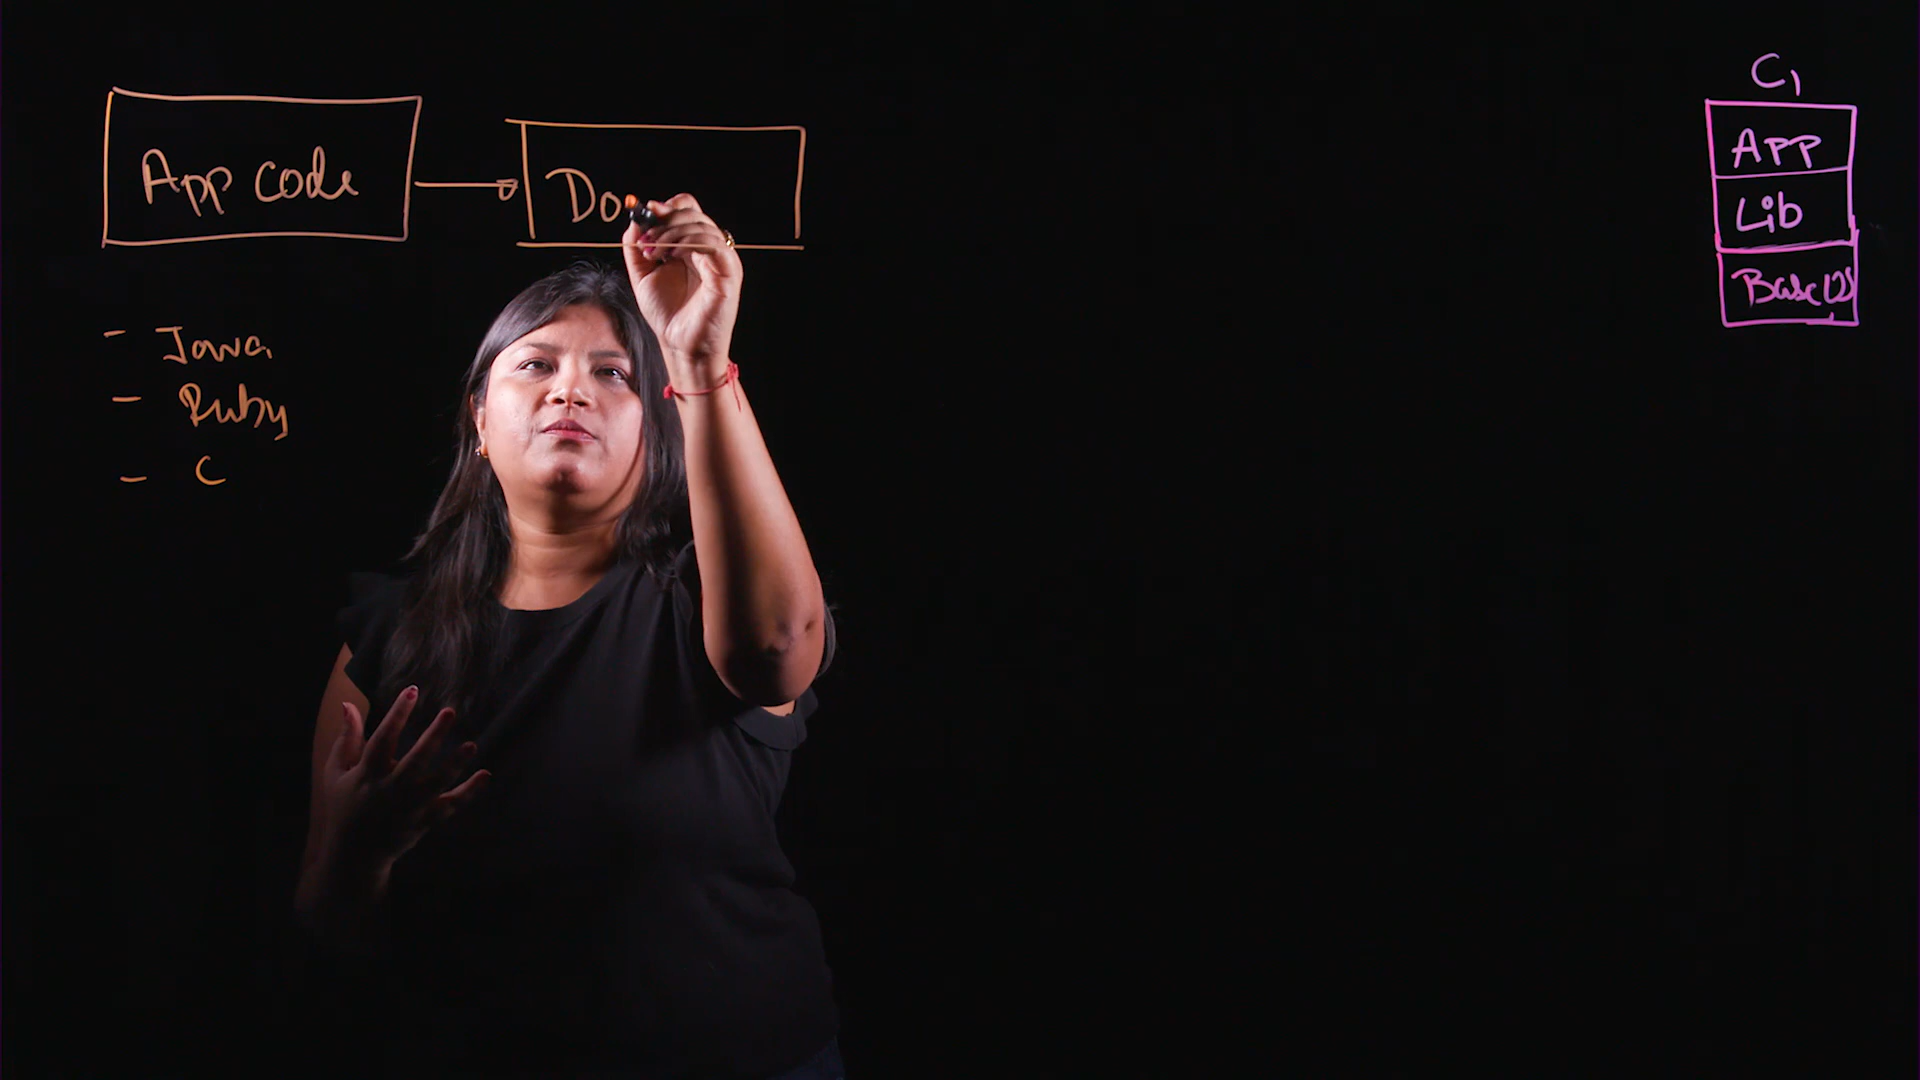 App code
Do
- Java
- Ruby
- C
C1
App
Lib
Base OS